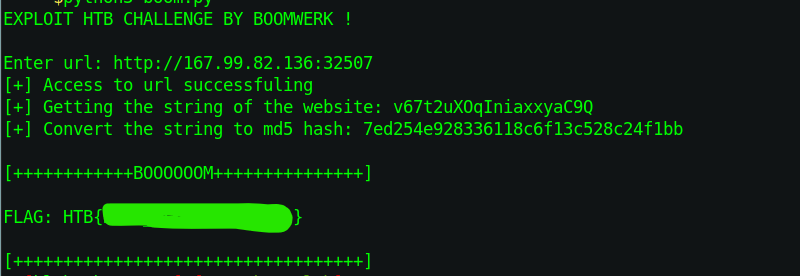 $python3 boom.py
EXPLOIT HTB CHALLENGE BY BOOMWERK !
Enter url: http://167.99.82.136:32507
[+] Access to url successfuling
[+] Getting the string of the website: v67t2uXOqIniaxxyaC9Q
[+] Convert the string to md5 hash: 7ed254e928336118c6f13c528c24f1bb
[++++++++++++BOOOOOOM+++++++++++++++]
FLAG: HTB{ }
[++++++++++++++++++++++++++++++++++]